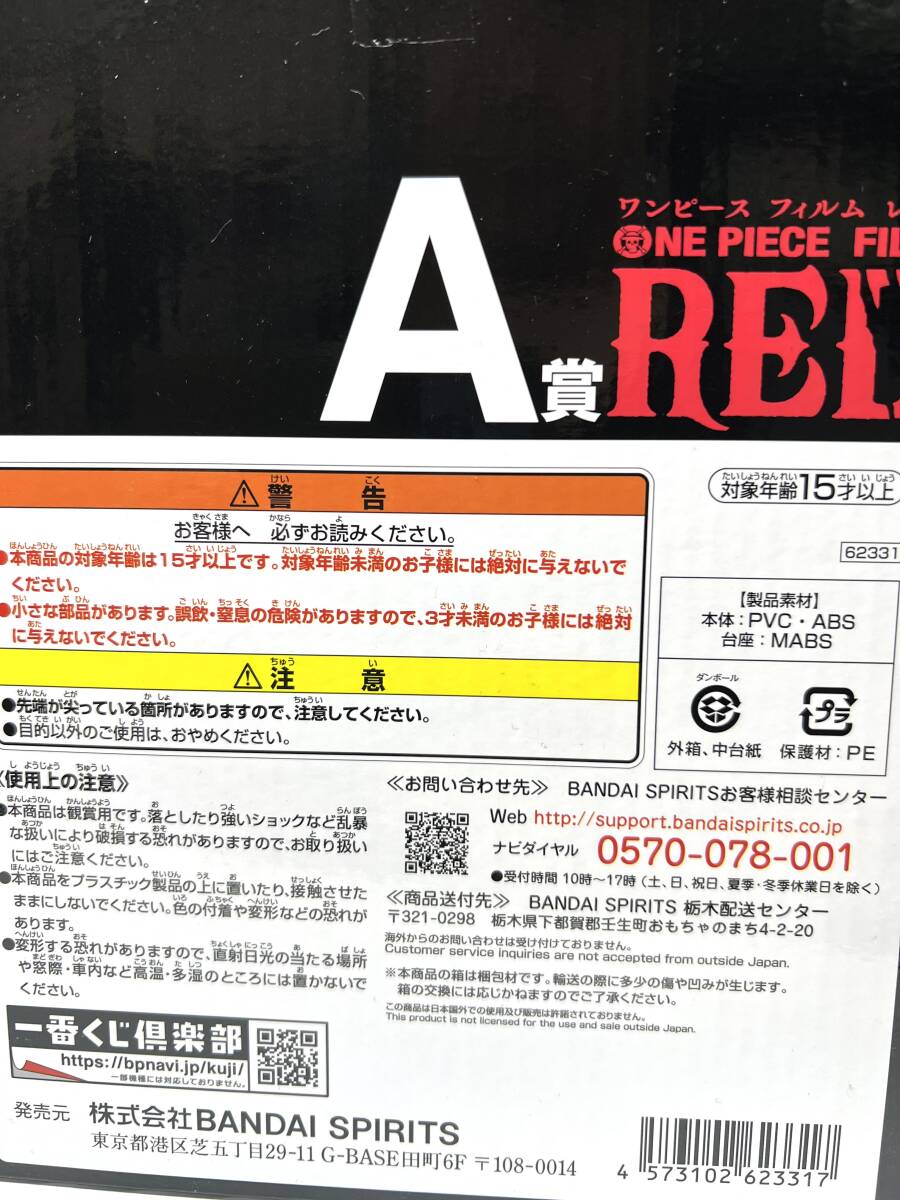 ワンピース フィルム レ
ONE PIECE FIL
A賞 RED
警告
お客様へ 必ずお読みください。
●本商品の対象年齢は15才以上です。対象年齢未満のお子様には絶対に与えないで
ください。
●小さな部品があります。誤飲・窒息の危険がありますので、3才未満のお子様には絶対
に与えないでください。
注意
●先端が尖っている箇所がありますので、注意してください。
●目的以外のご使用は、おやめください。
対象年齢15才以上
62331
【製品素材】
本体：PVC・ABS
台座：MABS
ダンボール
外箱、中台紙
プラ
保護材：PE
《使用上の注意》
●本商品は観賞用です。落としたり強いショックなど乱暴
な扱いにより破損する恐れがありますので、お取り扱い
にはご注意ください。
●本商品をプラスチック製品の上に置いたり、接触させた
ままにしないでください。色の付着や変形などの恐れが
あります。
●変形する恐れがありますので、直射日光の当たる場所
や窓際・車内など高温・多湿のところには置かないで
ください。
≪お問い合わせ先≫ BANDAI SPIRITSお客様相談センター
Web http://support.bandaispirits.co.jp
ナビダイヤル 0570-078-001
●受付時間 10時〜17時（土、日、祝日、夏季・冬季休業日を除く）
≪商品送付先≫ BANDAI SPIRITS 栃木配送センター
〒321-0298 栃木県下都賀郡壬生町おもちゃのまち4-2-20
海外からのお問い合わせは受け付けておりません。
Customer service inquiries are not accepted from outside Japan.
※本商品の箱は梱包材です。輸送の際に多少の傷や凹みが生じます。
箱の交換には応じかねますのでご了承ください。
この商品は日本国外での使用及び販売は許諾されておりません。
This product is not licensed for the use and sale outside Japan.
一番くじ倶楽部
https://bpnavi.jp/kuji/
一部機種には対応しておりません。
発売元 株式会社BANDAI SPIRITS
東京都港区芝五丁目29-11 G-BASE田町6F 〒108-0014
4 573102 623317